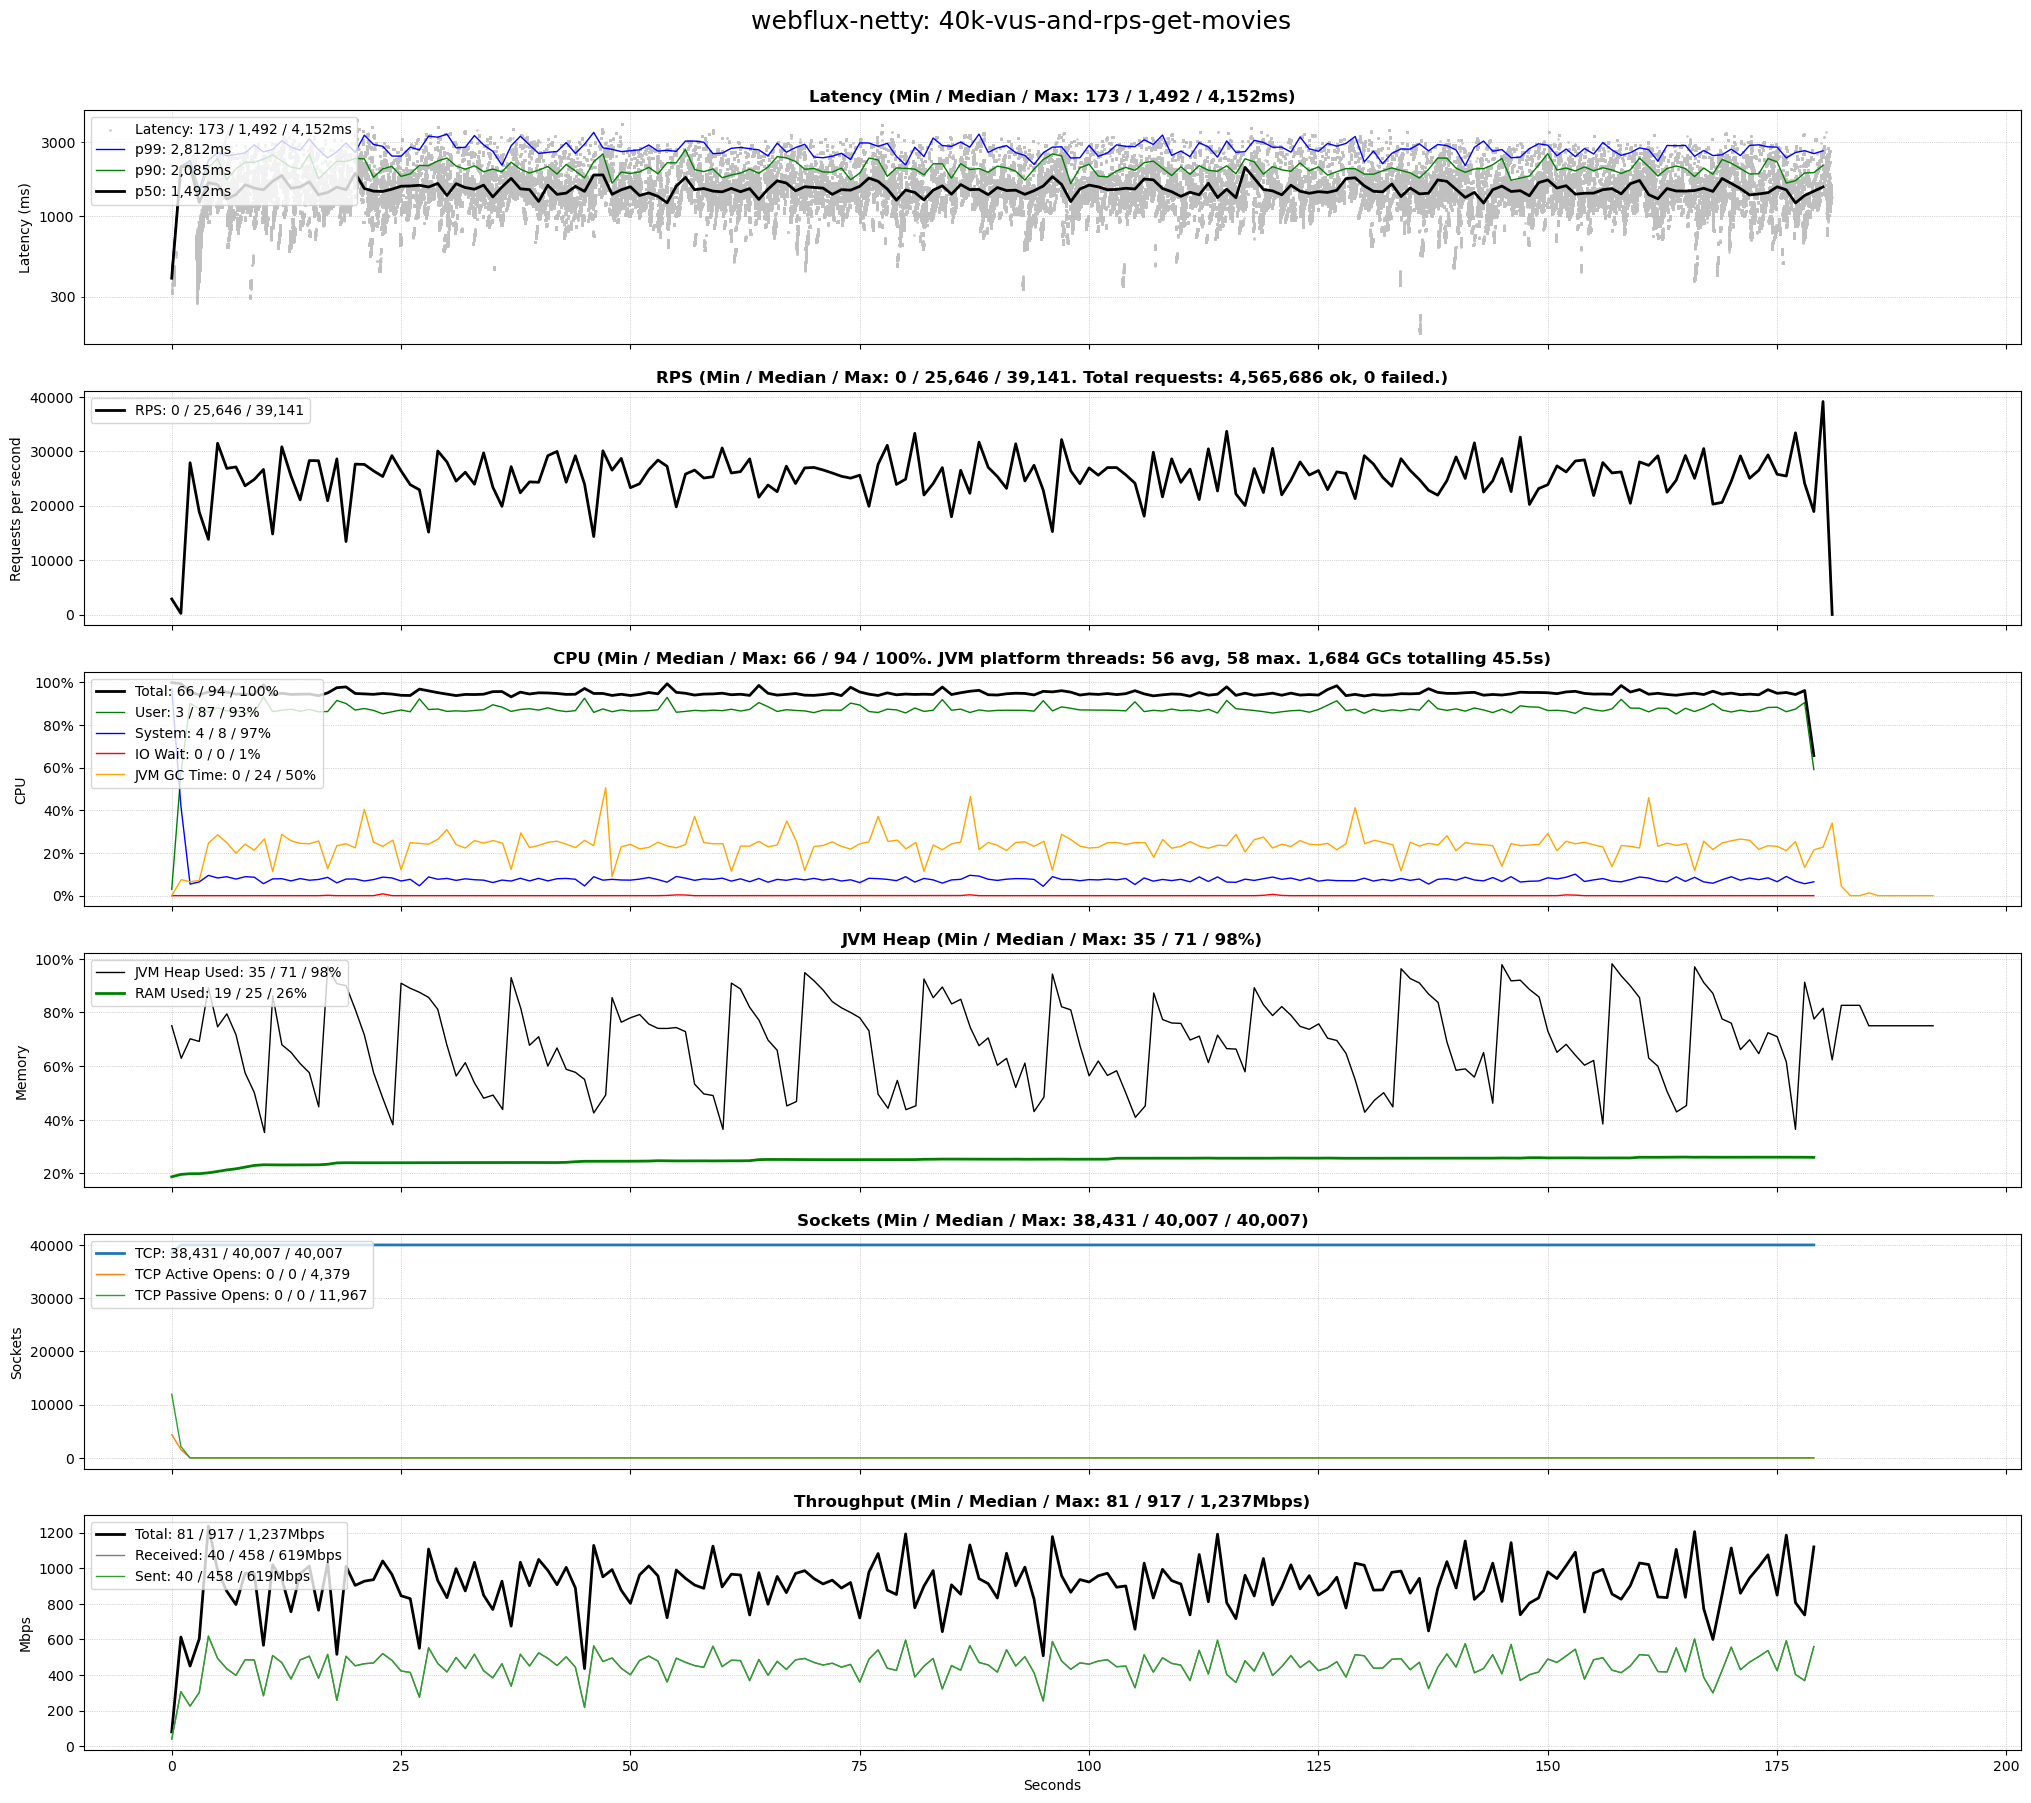 webflux-netty: 40k-vus-and-rps-get-movies
Latency (Min / Median / Max: 173 / 1,492 / 4,152ms)
Latency: 173 / 1,492 / 4,152ms
p99: 2,812ms
p90: 2,085ms
p50: 1,492ms
3000
1000
300
Latency (ms)
RPS (Min / Median / Max: 0 / 25,646 / 39,141. Total requests: 4,565,686 ok, 0 failed.)
RPS: 0 / 25,646 / 39,141
40000
30000
20000
10000
0
Requests per second
CPU (Min / Median / Max: 66 / 94 / 100%. JVM platform threads: 56 avg, 58 max. 1,684 GCs totalling 45.5s)
Total: 66 / 94 / 100%
User: 3 / 87 / 93%
System: 4 / 8 / 97%
IO Wait: 0 / 0 / 1%
JVM GC Time: 0 / 24 / 50%
100%
80%
60%
40%
20%
0%
CPU
JVM Heap (Min / Median / Max: 35 / 71 / 98%)
JVM Heap Used: 35 / 71 / 98%
RAM Used: 19 / 25 / 26%
100%
80%
60%
40%
20%
Memory
Sockets (Min / Median / Max: 38,431 / 40,007 / 40,007)
TCP: 38,431 / 40,007 / 40,007
TCP Active Opens: 0 / 0 / 4,379
TCP Passive Opens: 0 / 0 / 11,967
40000
30000
20000
10000
0
Sockets
Throughput (Min / Median / Max: 81 / 917 / 1,237Mbps)
Total: 81 / 917 / 1,237Mbps
Received: 40 / 458 / 619Mbps
Sent: 40 / 458 / 619Mbps
1200
1000
800
600
400
200
0
Mbps
0 25 50 75 100 125 150 175 200
Seconds